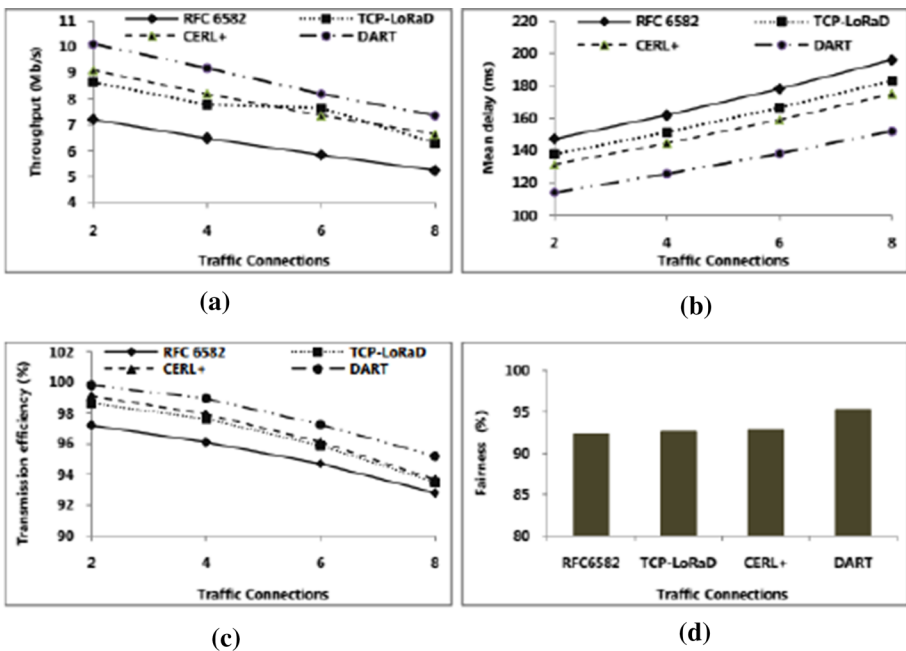 RFC 6582
TCP-LoRaD
CERL+
DART
Throughput (Mb/s)
11
10
9
8
7
6
5
4
2 4 6 8
Traffic Connections
(a)
RFC 6582
TCP-LoRaD
CERL+
DART
Mean delay (ms)
220
200
180
160
140
120
100
2 4 6 8
Traffic Connections
(b)
RFC 6582
TCP-LoRaD
CERL+
DART
Transmission efficiency (%)
102
100
98
96
94
92
90
2 4 6 8
Traffic Connections
(c)
Fairness (%)
100
95
90
85
80
RFC6582 TCP-LoRaD CERL+ DART
Traffic Connections
(d)